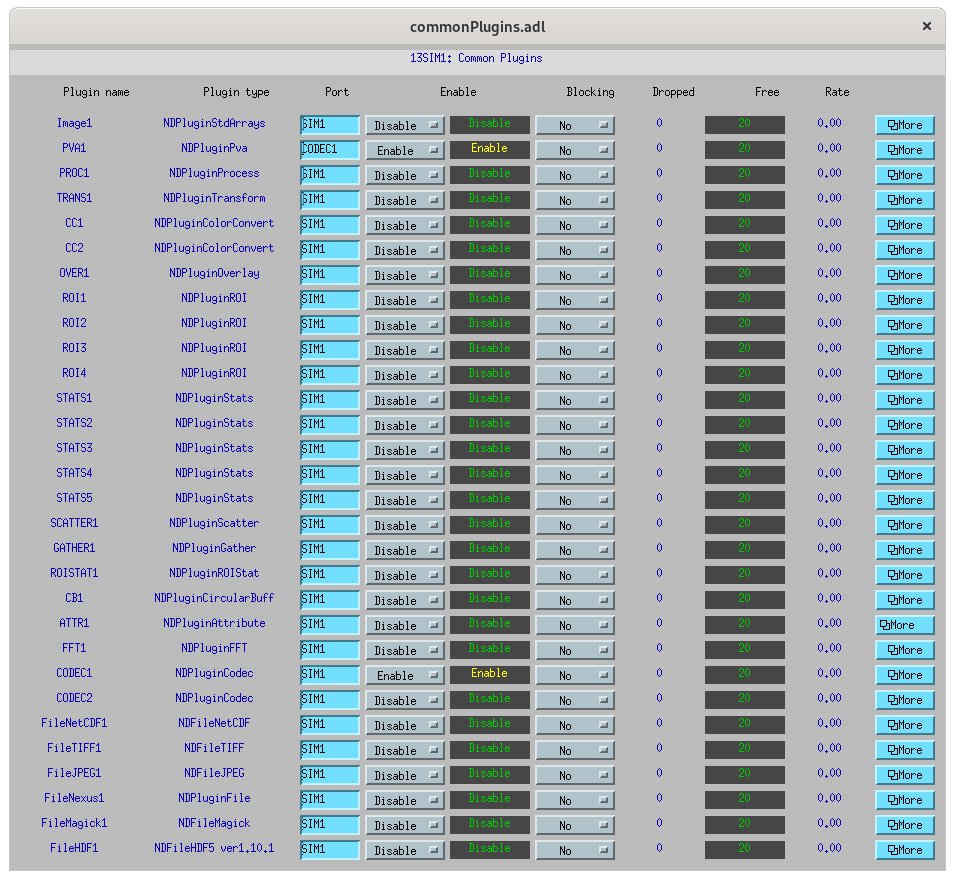 commonPlugins.adl ×
13SIM1: Common Plugins
Plugin name Plugin type Port Enable Blocking Dropped Free Rate
Image1 NDPluginStdArrays SIM1 Disable Disable No 0 20 0.00 More
PVA1 NDPluginPva CODEC1 Enable Enable No 0 20 0.00 More
PROC1 NDPluginProcess SIM1 Disable Disable No 0 20 0.00 More
TRANS1 NDPluginTransform SIM1 Disable Disable No 0 20 0.00 More
CC1 NDPluginColorConvert SIM1 Disable Disable No 0 20 0.00 More
CC2 NDPluginColorConvert SIM1 Disable Disable No 0 20 0.00 More
OVER1 NDPluginOverlay SIM1 Disable Disable No 0 20 0.00 More
ROI1 NDPluginROI SIM1 Disable Disable No 0 20 0.00 More
ROI2 NDPluginROI SIM1 Disable Disable No 0 20 0.00 More
ROI3 NDPluginROI SIM1 Disable Disable No 0 20 0.00 More
ROI4 NDPluginROI SIM1 Disable Disable No 0 20 0.00 More
STATS1 NDPluginStats SIM1 Disable Disable No 0 20 0.00 More
STATS2 NDPluginStats SIM1 Disable Disable No 0 20 0.00 More
STATS3 NDPluginStats SIM1 Disable Disable No 0 20 0.00 More
STATS4 NDPluginStats SIM1 Disable Disable No 0 20 0.00 More
STATS5 NDPluginStats SIM1 Disable Disable No 0 20 0.00 More
SCATTER1 NDPluginScatter SIM1 Disable Disable No 0 20 0.00 More
GATHER1 NDPluginGather SIM1 Disable Disable No 0 20 0.00 More
ROISTAT1 NDPluginROIStat SIM1 Disable Disable No 0 20 0.00 More
CB1 NDPluginCircularBuff SIM1 Disable Disable No 0 20 0.00 More
ATTR1 NDPluginAttribute SIM1 Disable Disable No 0 20 0.00 More
FFT1 NDPluginFFT SIM1 Disable Disable No 0 20 0.00 More
CODEC1 NDPluginCodec SIM1 Enable Enable No 0 20 0.00 More
CODEC2 NDPluginCodec SIM1 Disable Disable No 0 20 0.00 More
FileNetCDF1 NDFileNetCDF SIM1 Disable Disable No 0 20 0.00 More
FileTIFF1 NDFileTIFF SIM1 Disable Disable No 0 20 0.00 More
FileJPEG1 NDFileJPEG SIM1 Disable Disable No 0 20 0.00 More
FileNexus1 NDPluginFile SIM1 Disable Disable No 0 20 0.00 More
FileMagick1 NDFileMagick SIM1 Disable Disable No 0 20 0.00 More
FileHDF1 NDFileHDF5 ver1.10.1 SIM1 Disable Disable No 0 20 0.00 More